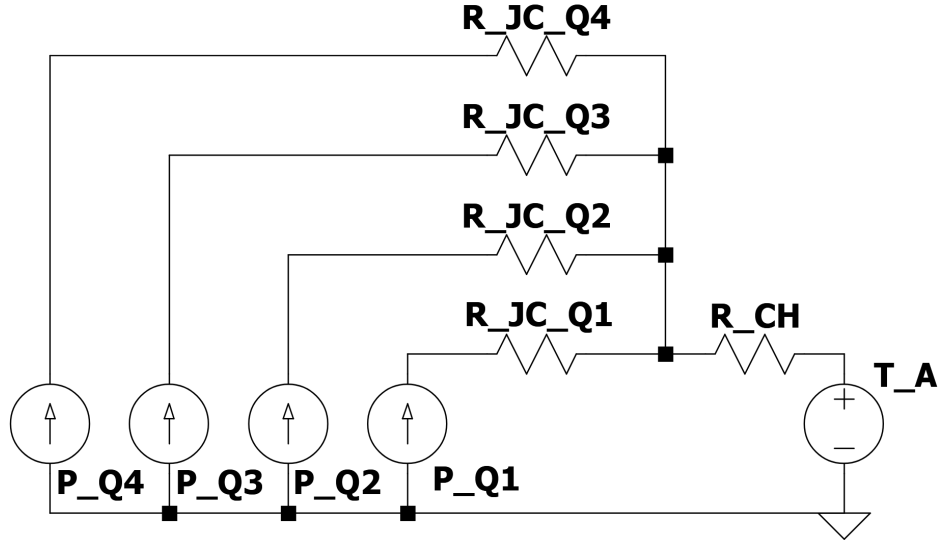 R_JC_Q4
R_JC_Q3
R_JC_Q2
R_JC_Q1
R_CH
T_A
P_Q4
P_Q3
P_Q2
P_Q1